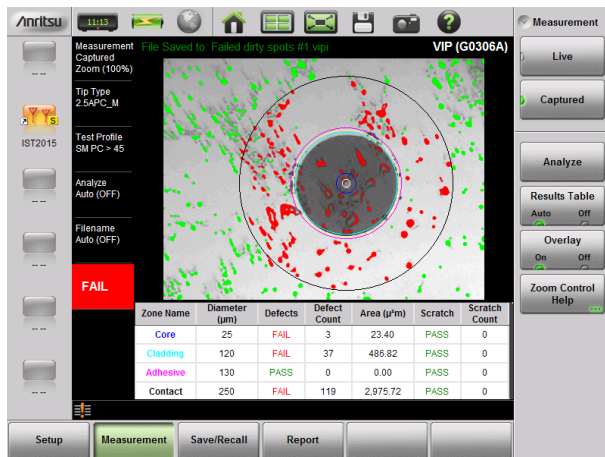 Anritsu
11:13
Measurement
Measurement
Captured
Zoom (100%)
File Saved to: Failed dirty spots #1.vipi
VIP (G0306A)
Tip Type
2.5APC_M
Test Profile
SM PC > 45
Analyze
Auto (OFF)
Filename
Auto (OFF)
FAIL
-- --
S
IST2015
-- --
-- --
-- --
-- --
Zone Name Diameter (µm) Defects Defect Count Area (µ²m) Scratch Scratch Count
Core 25 FAIL 3 23.40 PASS 0
Cladding 120 FAIL 37 486.82 PASS 0
Adhesive 130 PASS 0 0.00 PASS 0
Contact 250 FAIL 119 2,975.72 PASS 0
Live
Captured
Analyze
Results Table
Auto Off
Overlay
On Off
Zoom Control
Help
Setup Measurement Save/Recall Report